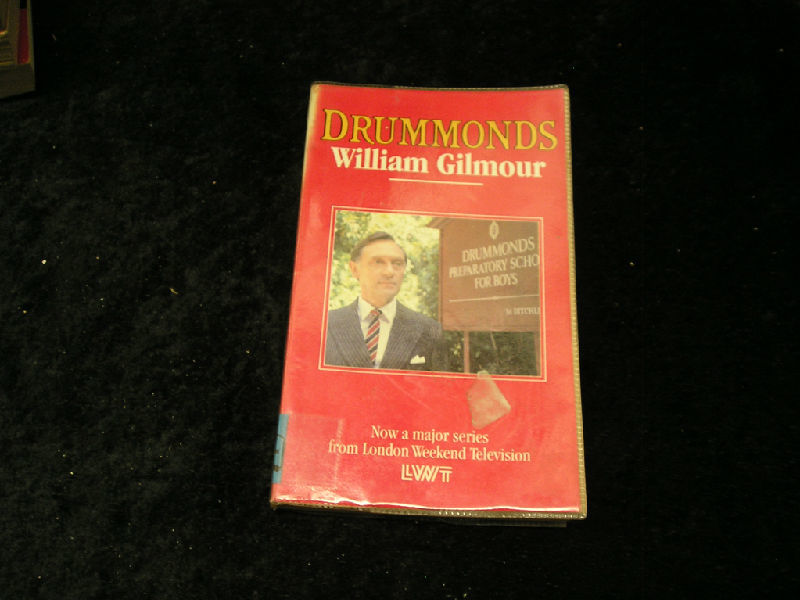 DRUMMONDS
William Gilmour
DRUMMONDS
PREPARATORY SCHO
FOR BOYS
Now a major series
from London Weekend Television
LWT